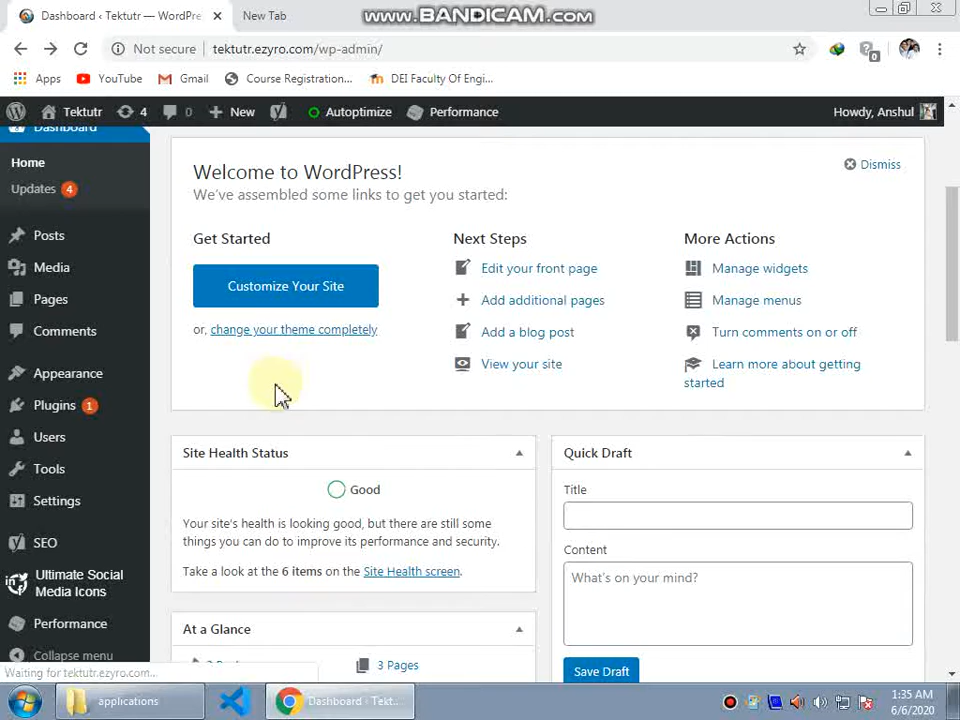 Dashboard ‹ Tektutr — WordPre
New Tab
www.BANDICAM.com
Not secure
tektutr.ezyro.com/wp-admin/
0
Apps
YouTube
Gmail
Course Registration...
DEI Faculty Of Engi...
Tektutr
4
0
New
Autoptimize
Performance
Howdy, Anshul
Dashboard
Home
Updates 4
Posts
Media
Pages
Comments
Appearance
Plugins 1
Users
Tools
Settings
SEO
Ultimate Social
Media Icons
Performance
Collapse menu
Welcome to WordPress!
Dismiss
We've assembled some links to get you started:
Get Started
Customize Your Site
or, change your theme completely
Next Steps
Edit your front page
Add additional pages
Add a blog post
View your site
More Actions
Manage widgets
Manage menus
Turn comments on or off
Learn more about getting
started
Site Health Status
Good
Your site's health is looking good, but there are still some
things you can do to improve its performance and security.
Take a look at the 6 items on the Site Health screen.
At a Glance
3 Pages
Quick Draft
Title
Content
What's on your mind?
Save Draft
Waiting for tektutr.ezyro.com...
applications
Dashboard ‹ Tekt...
1:35 AM
6/6/2020